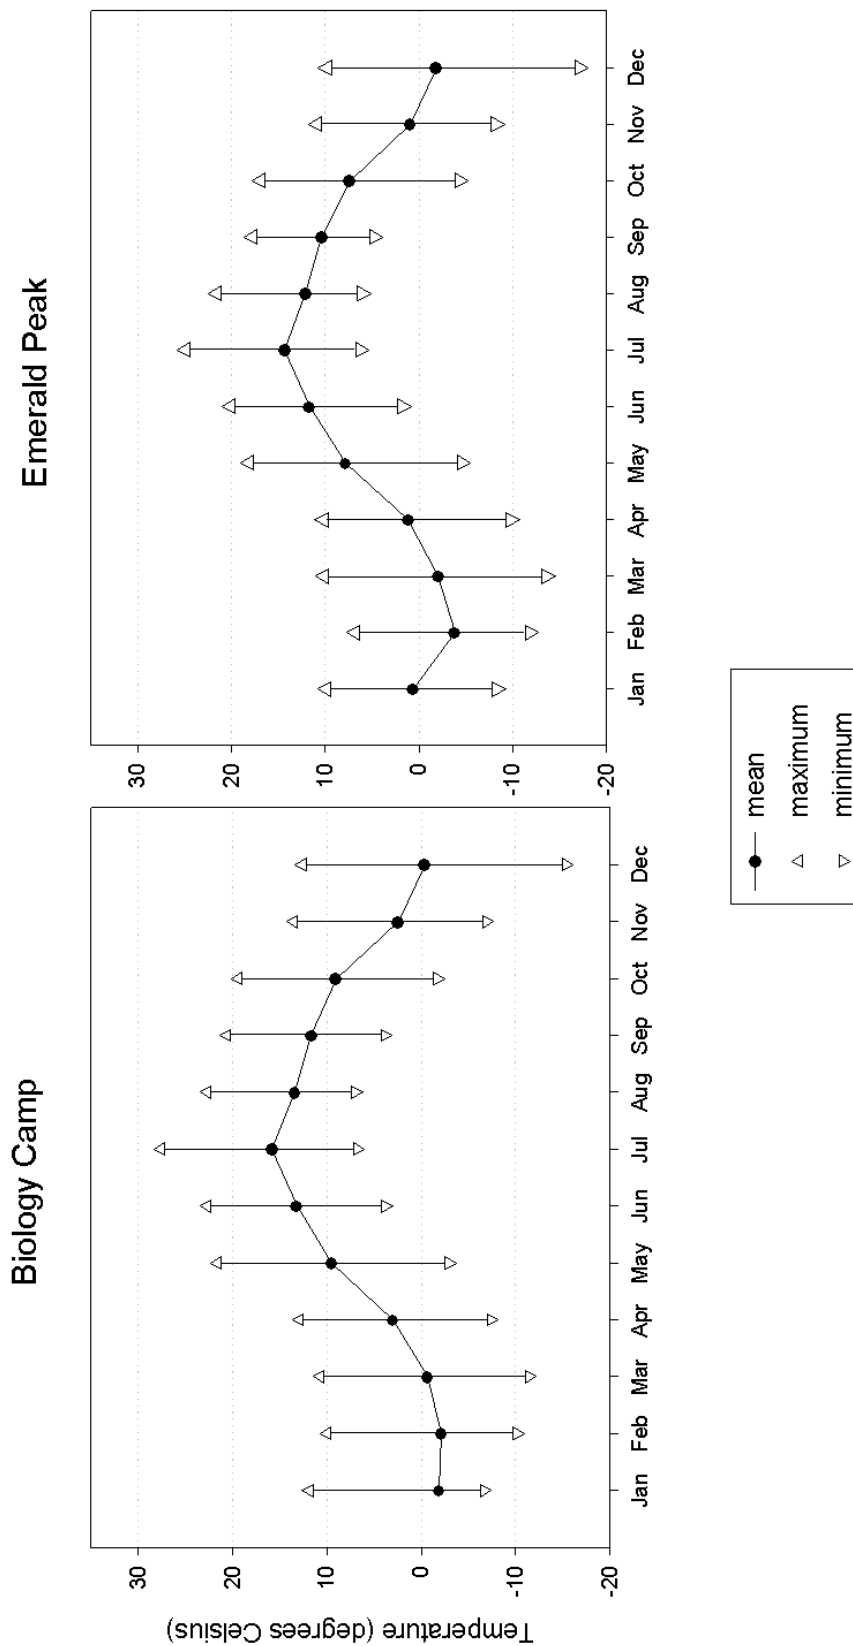 Biology Camp
Emerald Peak
Temperature (degrees Celsius)
30
20
10
0
-10
-20
Jan Feb Mar Apr May Jun Jul Aug Sep Oct Nov Dec
30
20
10
0
-10
-20
Jan Feb Mar Apr May Jun Jul Aug Sep Oct Nov Dec
mean
maximum
minimum